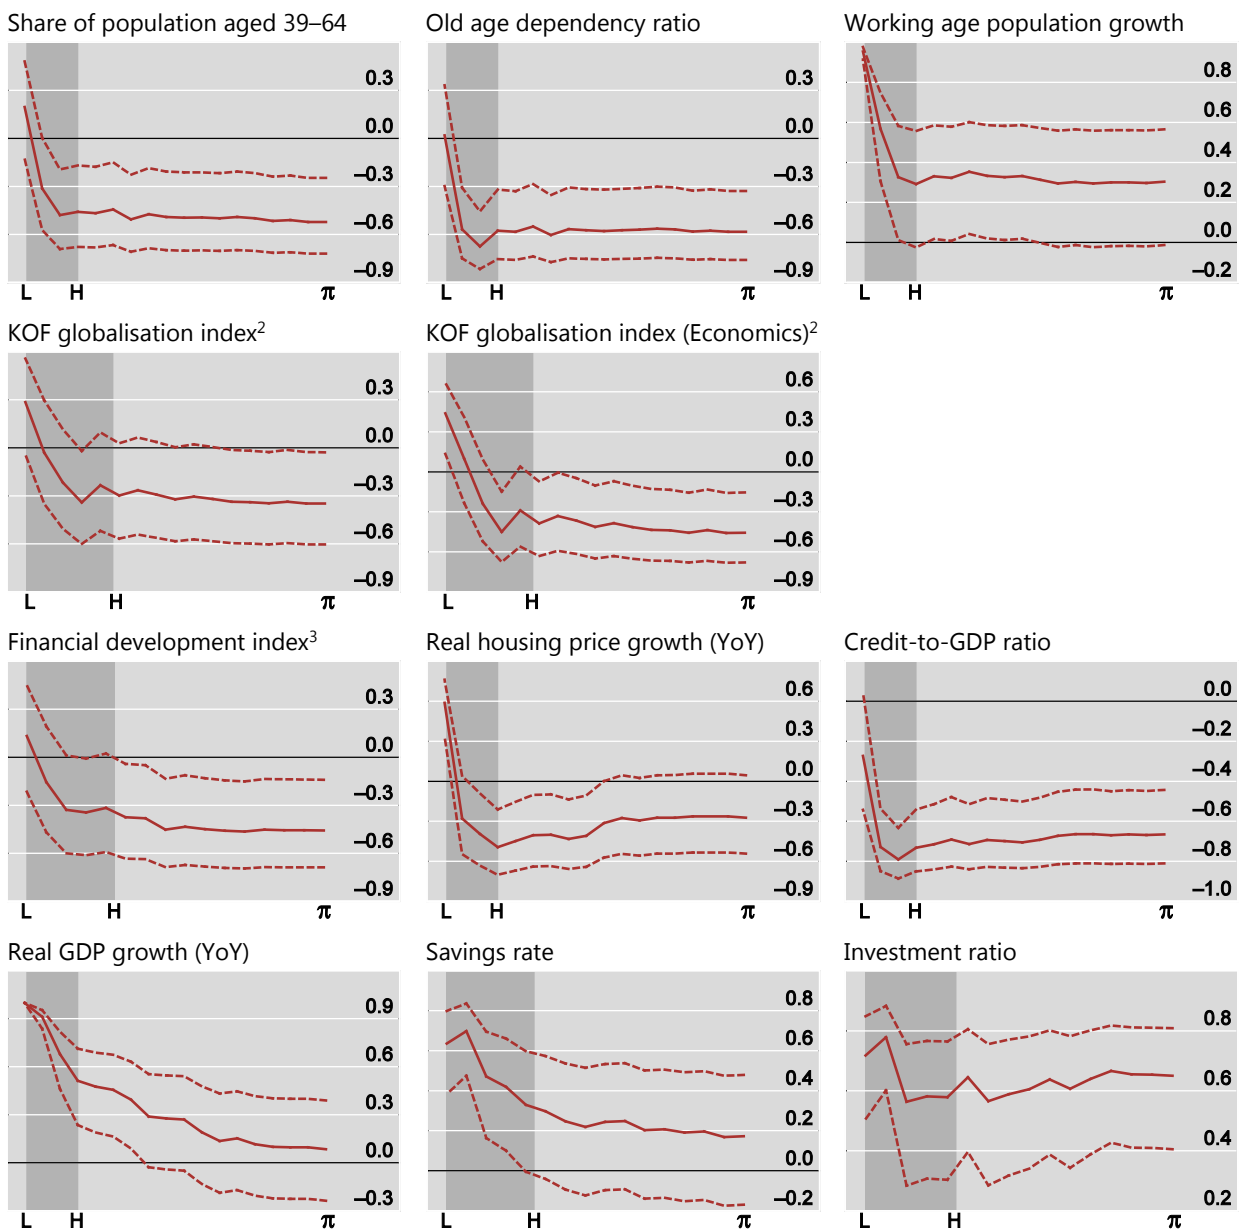 Share of population aged 39–64
Old age dependency ratio
Working age population growth
0.3
0.0
–0.3
–0.6
–0.9
L H π
0.3
0.0
–0.3
–0.6
–0.9
L H π
0.8
0.6
0.4
0.2
0.0
–0.2
L H π
KOF globalisation index2
KOF globalisation index (Economics)2
0.3
0.0
–0.3
–0.6
–0.9
L H π
0.6
0.3
0.0
–0.3
–0.6
–0.9
L H π
Financial development index3
Real housing price growth (YoY)
Credit-to-GDP ratio
0.3
0.0
–0.3
–0.6
–0.9
L H π
0.6
0.3
0.0
–0.3
–0.6
–0.9
L H π
0.0
–0.2
–0.4
–0.6
–0.8
–1.0
L H π
Real GDP growth (YoY)
Savings rate
Investment ratio
0.9
0.6
0.3
0.0
–0.3
L H π
0.8
0.6
0.4
0.2
0.0
–0.2
L H π
0.8
0.6
0.4
0.2
L H π